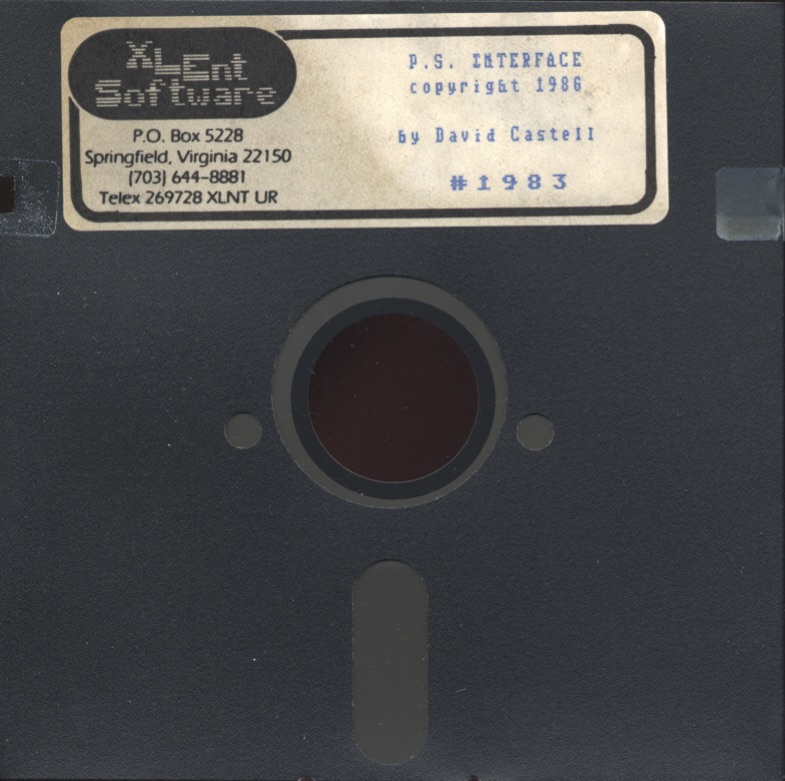 XLEnt
Software
P.O. Box 5228
Springfield, Virginia 22150
(703) 644-8881
Telex 269728 XLNT UR
P.S. INTERFACE
copyright 1986
by David Castell
#1983